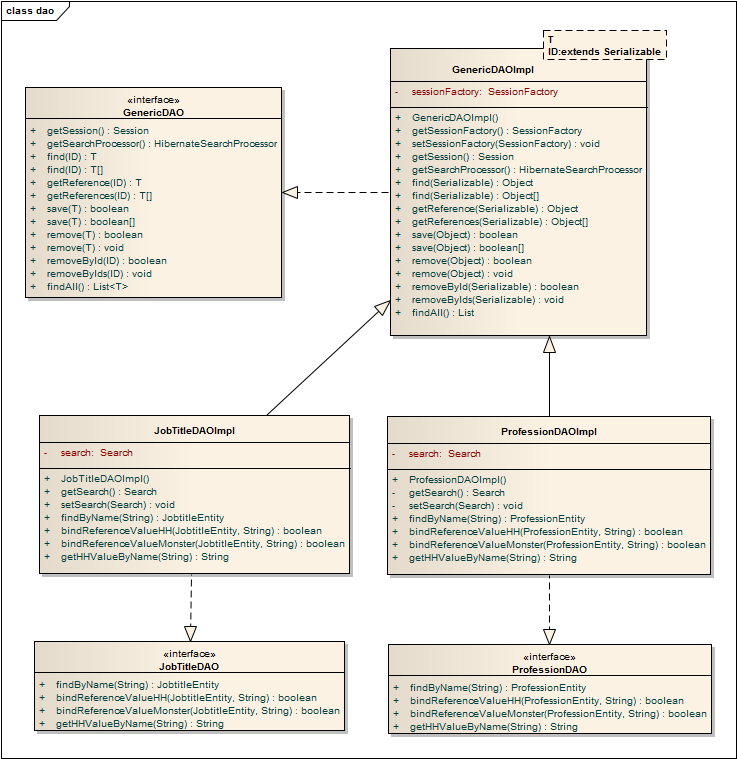 class dao
«interface»
GenericDAO
+ getSession() : Session
+ getSearchProcessor() : HibernateSearchProcessor
+ find(ID) : T
+ find(ID) : T[]
+ getReference(ID) : T
+ getReferences(ID) : T[]
+ save(T) : boolean
+ save(T) : boolean[]
+ remove(T) : boolean
+ remove(T) : void
+ removeById(ID) : boolean
+ removeByIds(ID) : void
+ findAll() : List<T>
T
ID:extends Serializable
GenericDAOImpl
- sessionFactory: SessionFactory
+ GenericDAOImpl()
+ getSessionFactory() : SessionFactory
+ setSessionFactory(SessionFactory) : void
+ getSession() : Session
+ getSearchProcessor() : HibernateSearchProcessor
+ find(Serializable) : Object
+ find(Serializable) : Object[]
+ getReference(Serializable) : Object
+ getReferences(Serializable) : Object[]
+ save(Object) : boolean
+ save(Object) : boolean[]
+ remove(Object) : boolean
+ remove(Object) : void
+ removeById(Serializable) : boolean
+ removeByIds(Serializable) : void
+ findAll() : List
JobTitleDAOImpl
- search: Search
+ JobTitleDAOImpl()
+ getSearch() : Search
+ setSearch(Search) : void
+ findByName(String) : JobtitleEntity
+ bindReferenceValueHH(JobtitleEntity, String) : boolean
+ bindReferenceValueMonster(JobtitleEntity, String) : boolean
+ getHHValueByName(String) : String
ProfessionDAOImpl
- search: Search
+ ProfessionDAOImpl()
- getSearch() : Search
- setSearch(Search) : void
+ findByName(String) : ProfessionEntity
+ bindReferenceValueHH(ProfessionEntity, String) : boolean
+ bindReferenceValueMonster(ProfessionEntity, String) : boolean
+ getHHValueByName(String) : String
«interface»
JobTitleDAO
+ findByName(String) : JobtitleEntity
+ bindReferenceValueHH(JobtitleEntity, String) : boolean
+ bindReferenceValueMonster(JobtitleEntity, String) : boolean
+ getHHValueByName(String) : String
«interface»
ProfessionDAO
+ findByName(String) : ProfessionEntity
+ bindReferenceValueHH(ProfessionEntity, String) : boolean
+ bindReferenceValueMonster(ProfessionEntity, String) : boolean
+ getHHValueByName(String) : String